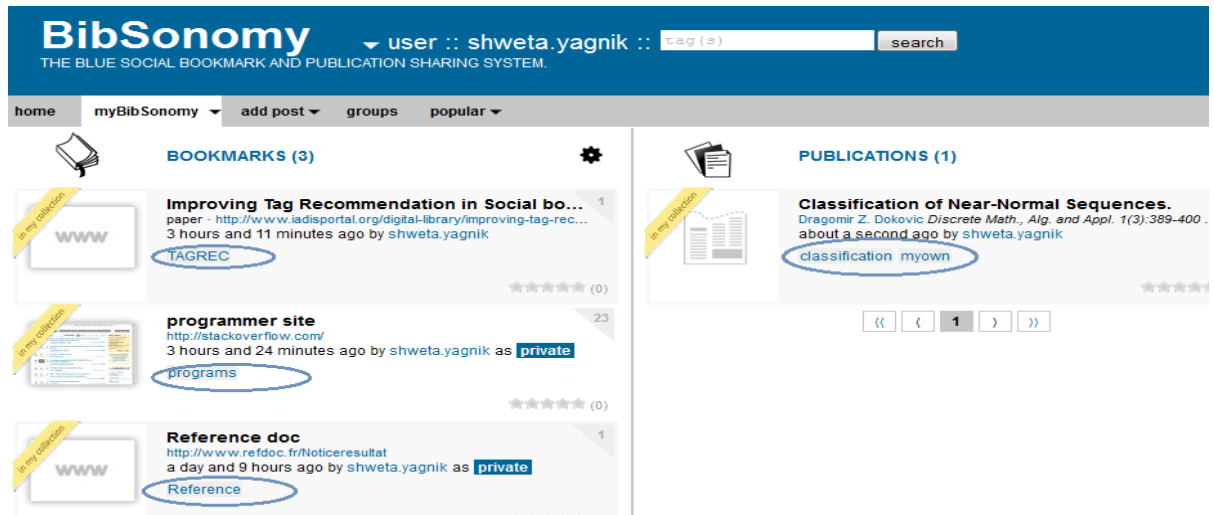 BibSonomy
user :: shweta.yagnik :: tag(s) search
THE BLUE SOCIAL BOOKMARK AND PUBLICATION SHARING SYSTEM.
home myBibSonomy add post groups popular
BOOKMARKS (3)
in my collection
www
Improving Tag Recommendation in Social bo... 1
paper - http://www.iadisportal.org/digital-library/improving-tag-rec...
3 hours and 11 minutes ago by shweta.yagnik
TAGREC
(0)
in my collection
programmer site 23
http://stackoverflow.com/
3 hours and 24 minutes ago by shweta.yagnik as private
programs
(0)
in my collection
www
Reference doc 1
http://www.refdoc.fr/Noticeresultat
a day and 9 hours ago by shweta.yagnik as private
Reference
PUBLICATIONS (1)
in my collection
Classification of Near-Normal Sequences.
Dragomir Z. Dokovic Discrete Math., Alg. and Appl. 1(3):389-400 .
about a second ago by shweta.yagnik
classification myown
⟨⟨ ⟨ 1 ⟩ ⟩⟩